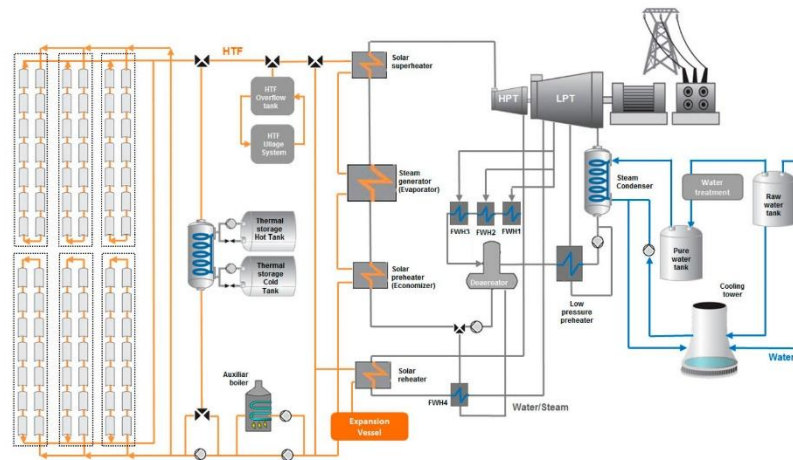 HTF
Solar
superheater
HTF
Overflow
tank
HTF
Ullage
System
Steam
generator
(Evaporator)
Thermal
storage
Hot Tank
Thermal
storage
Cold
Tank
Solar
preheater
(Economizer)
Auxiliar
boiler
Solar
reheater
Expansion
Vessel
HPT
LPT
FWH3
FWH2
FWH1
Deaereator
Low
pressure
preheater
FWH4
Water/Steam
Steam
Condenser
Water
treatment
Raw
water
tank
Pure
water
tank
Cooling
tower
Water